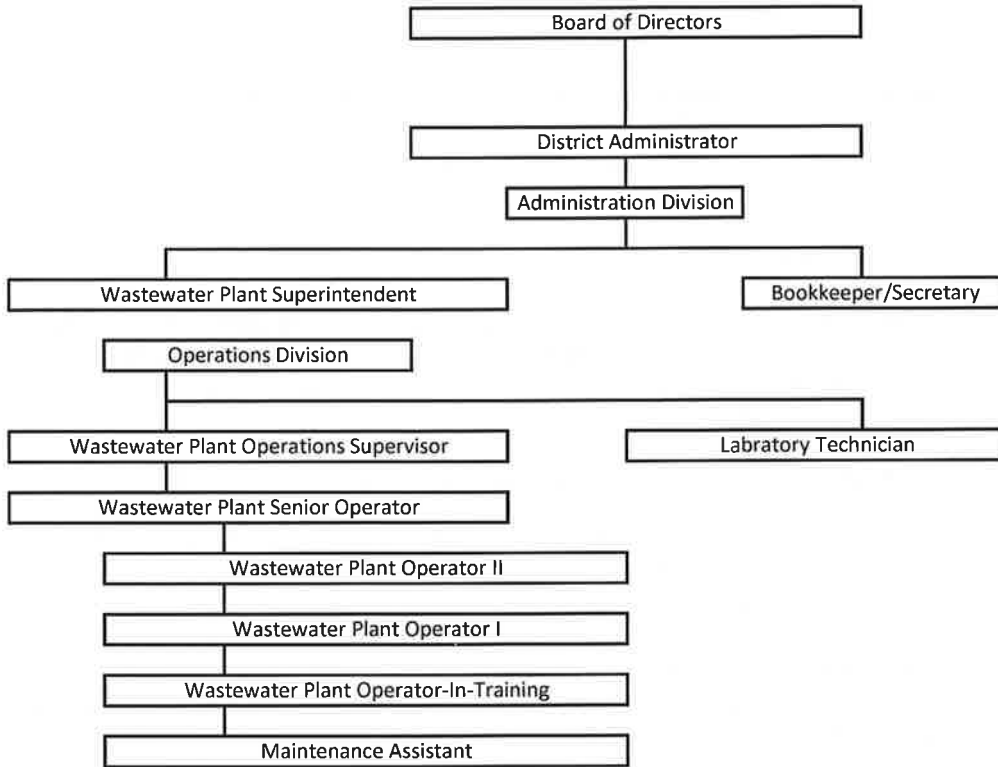 Board of Directors
District Administrator
Administration Division
Wastewater Plant Superintendent
Bookkeeper/Secretary
Operations Division
Wastewater Plant Operations Supervisor
Labratory Technician
Wastewater Plant Senior Operator
Wastewater Plant Operator II
Wastewater Plant Operator I
Wastewater Plant Operator-In-Training
Maintenance Assistant